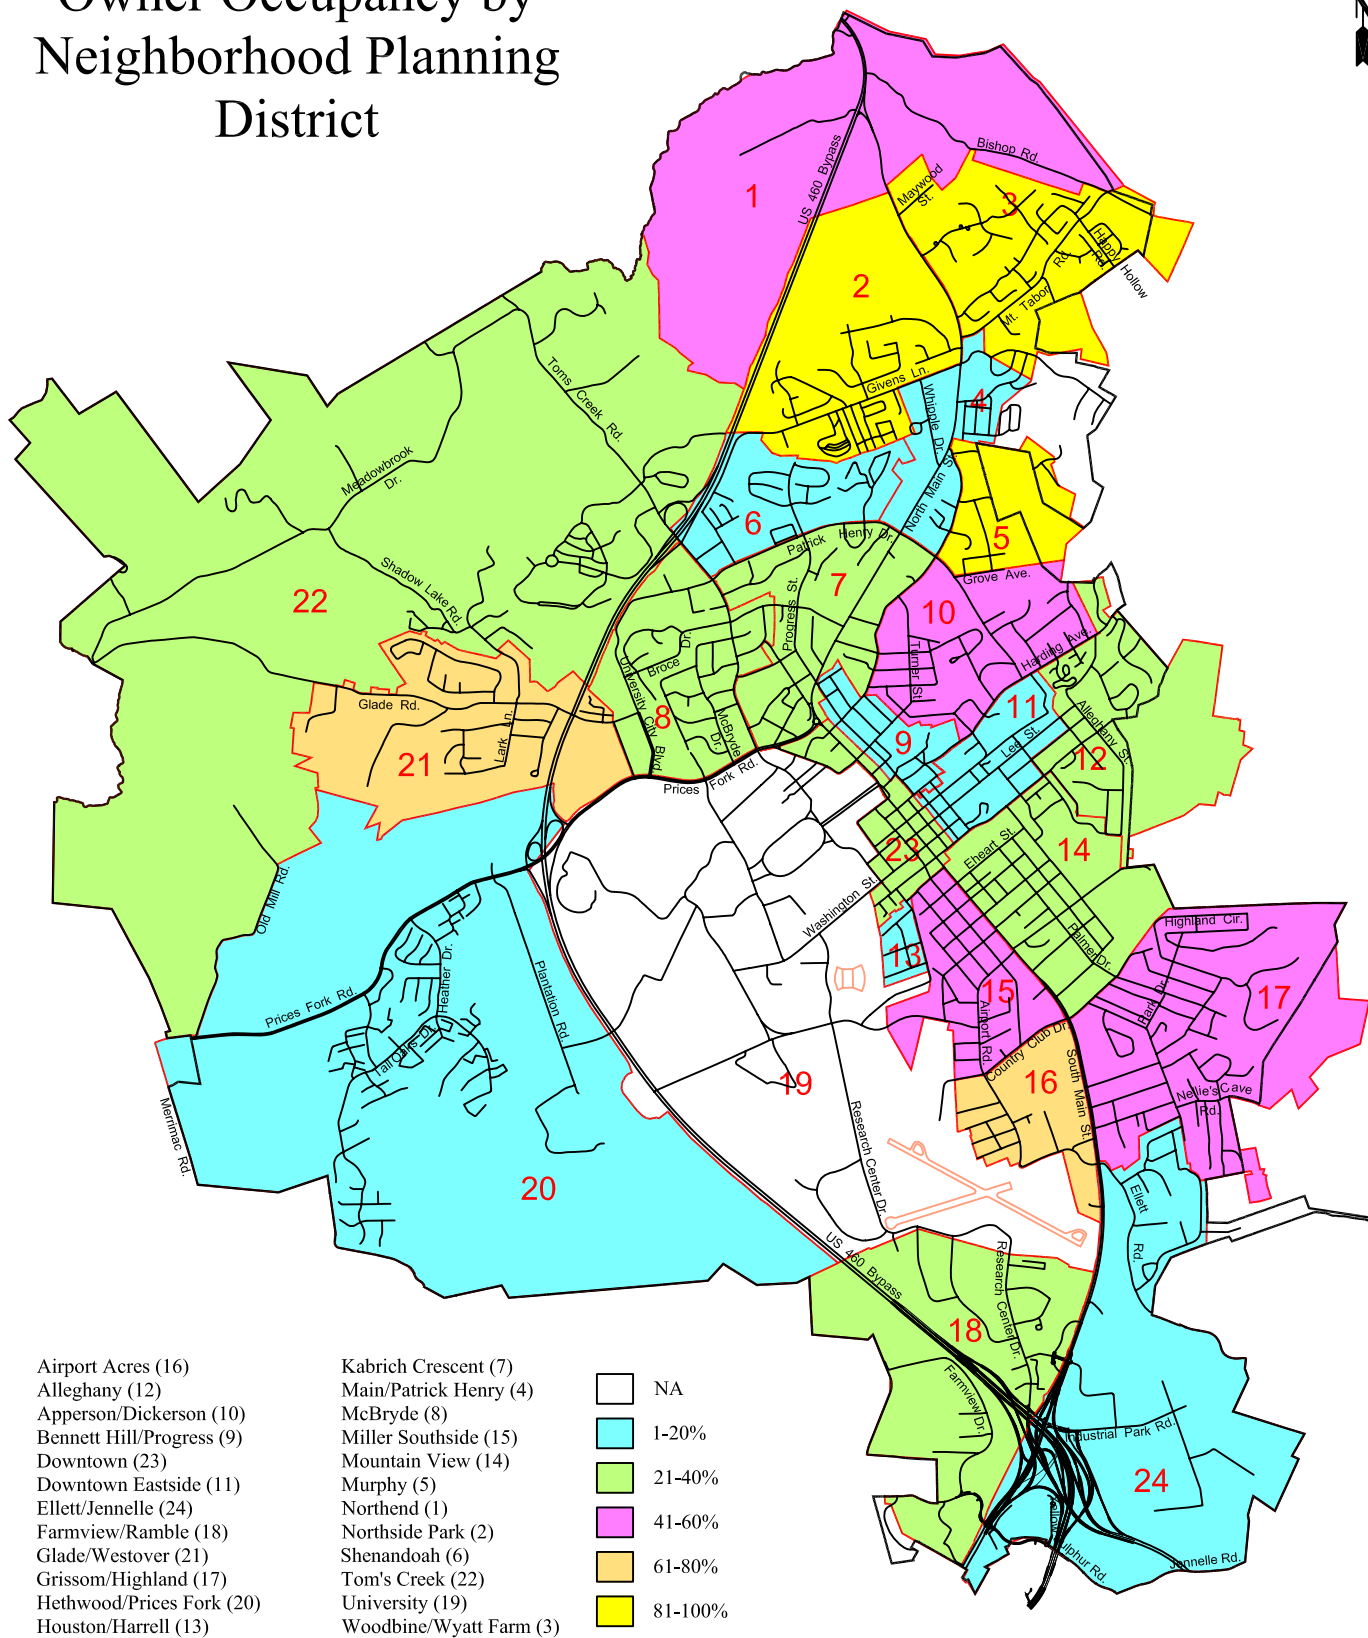 Owner Occupancy by
Neighborhood Planning
District
N
1
US 460 Bypass
Bishop Rd.
Maywood
St.
3
Happy Hollow
Rd.
Mt. Tabor Rd.
2
Givens Ln.
Whipple Dr.
4
Toms Creek Rd.
Meadowbrook
Dr.
North Main St.
6
Patrick Henry Dr.
5
Grove Ave.
Shadow Lake Rd.
22
7
Progress St.
10
Harding Ave.
Turner St.
Broce Dr.
University City Blvd
8
McBryde
Dr.
Glade Rd.
Lark Ln.
21
11
Lee St.
9
Alleghany St.
12
Prices Fork Rd.
23
Eheart St.
14
Washington St.
Old Mill Rd.
Palmer Dr.
Highland Cir.
13
Heather Dr.
Plantation Rd.
15
Airport Rd.
Park Dr.
17
Prices Fork Rd.
Tall Oaks Dr.
Country Club Dr.
16
South Main St.
19
Nellie's Cave
Rd.
Merrimac Rd.
Research Center Dr.
20
Ellett
Rd.
US 460 Bypass
Research Center Dr.
18
Farmview Dr.
Industrial Park Rd.
24
Yellow Sulphur Rd.
Jennelle Rd.
Airport Acres (16)
Alleghany (12)
Apperson/Dickerson (10)
Bennett Hill/Progress (9)
Downtown (23)
Downtown Eastside (11)
Ellett/Jennelle (24)
Farmview/Ramble (18)
Glade/Westover (21)
Grissom/Highland (17)
Hethwood/Prices Fork (20)
Houston/Harrell (13)
Kabrich Crescent (7)
Main/Patrick Henry (4)
McBryde (8)
Miller Southside (15)
Mountain View (14)
Murphy (5)
Northend (1)
Northside Park (2)
Shenandoah (6)
Tom's Creek (22)
University (19)
Woodbine/Wyatt Farm (3)
NA
1-20%
21-40%
41-60%
61-80%
81-100%